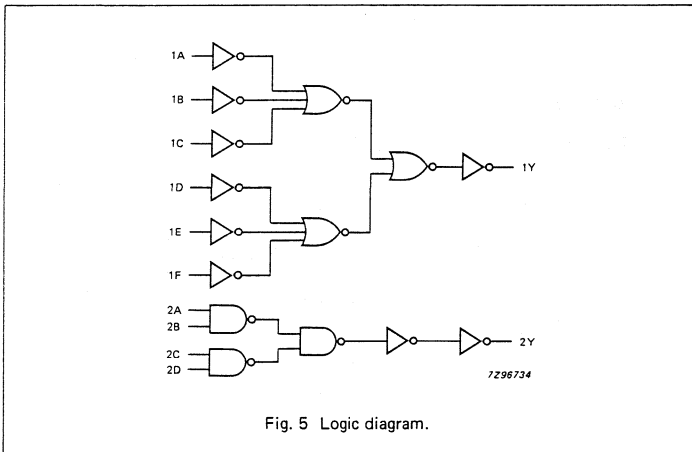 1A
1B
1C
1Y
1D
1E
1F
2A
2B
2Y
2C
2D
7Z96734
Fig. 5 Logic diagram.